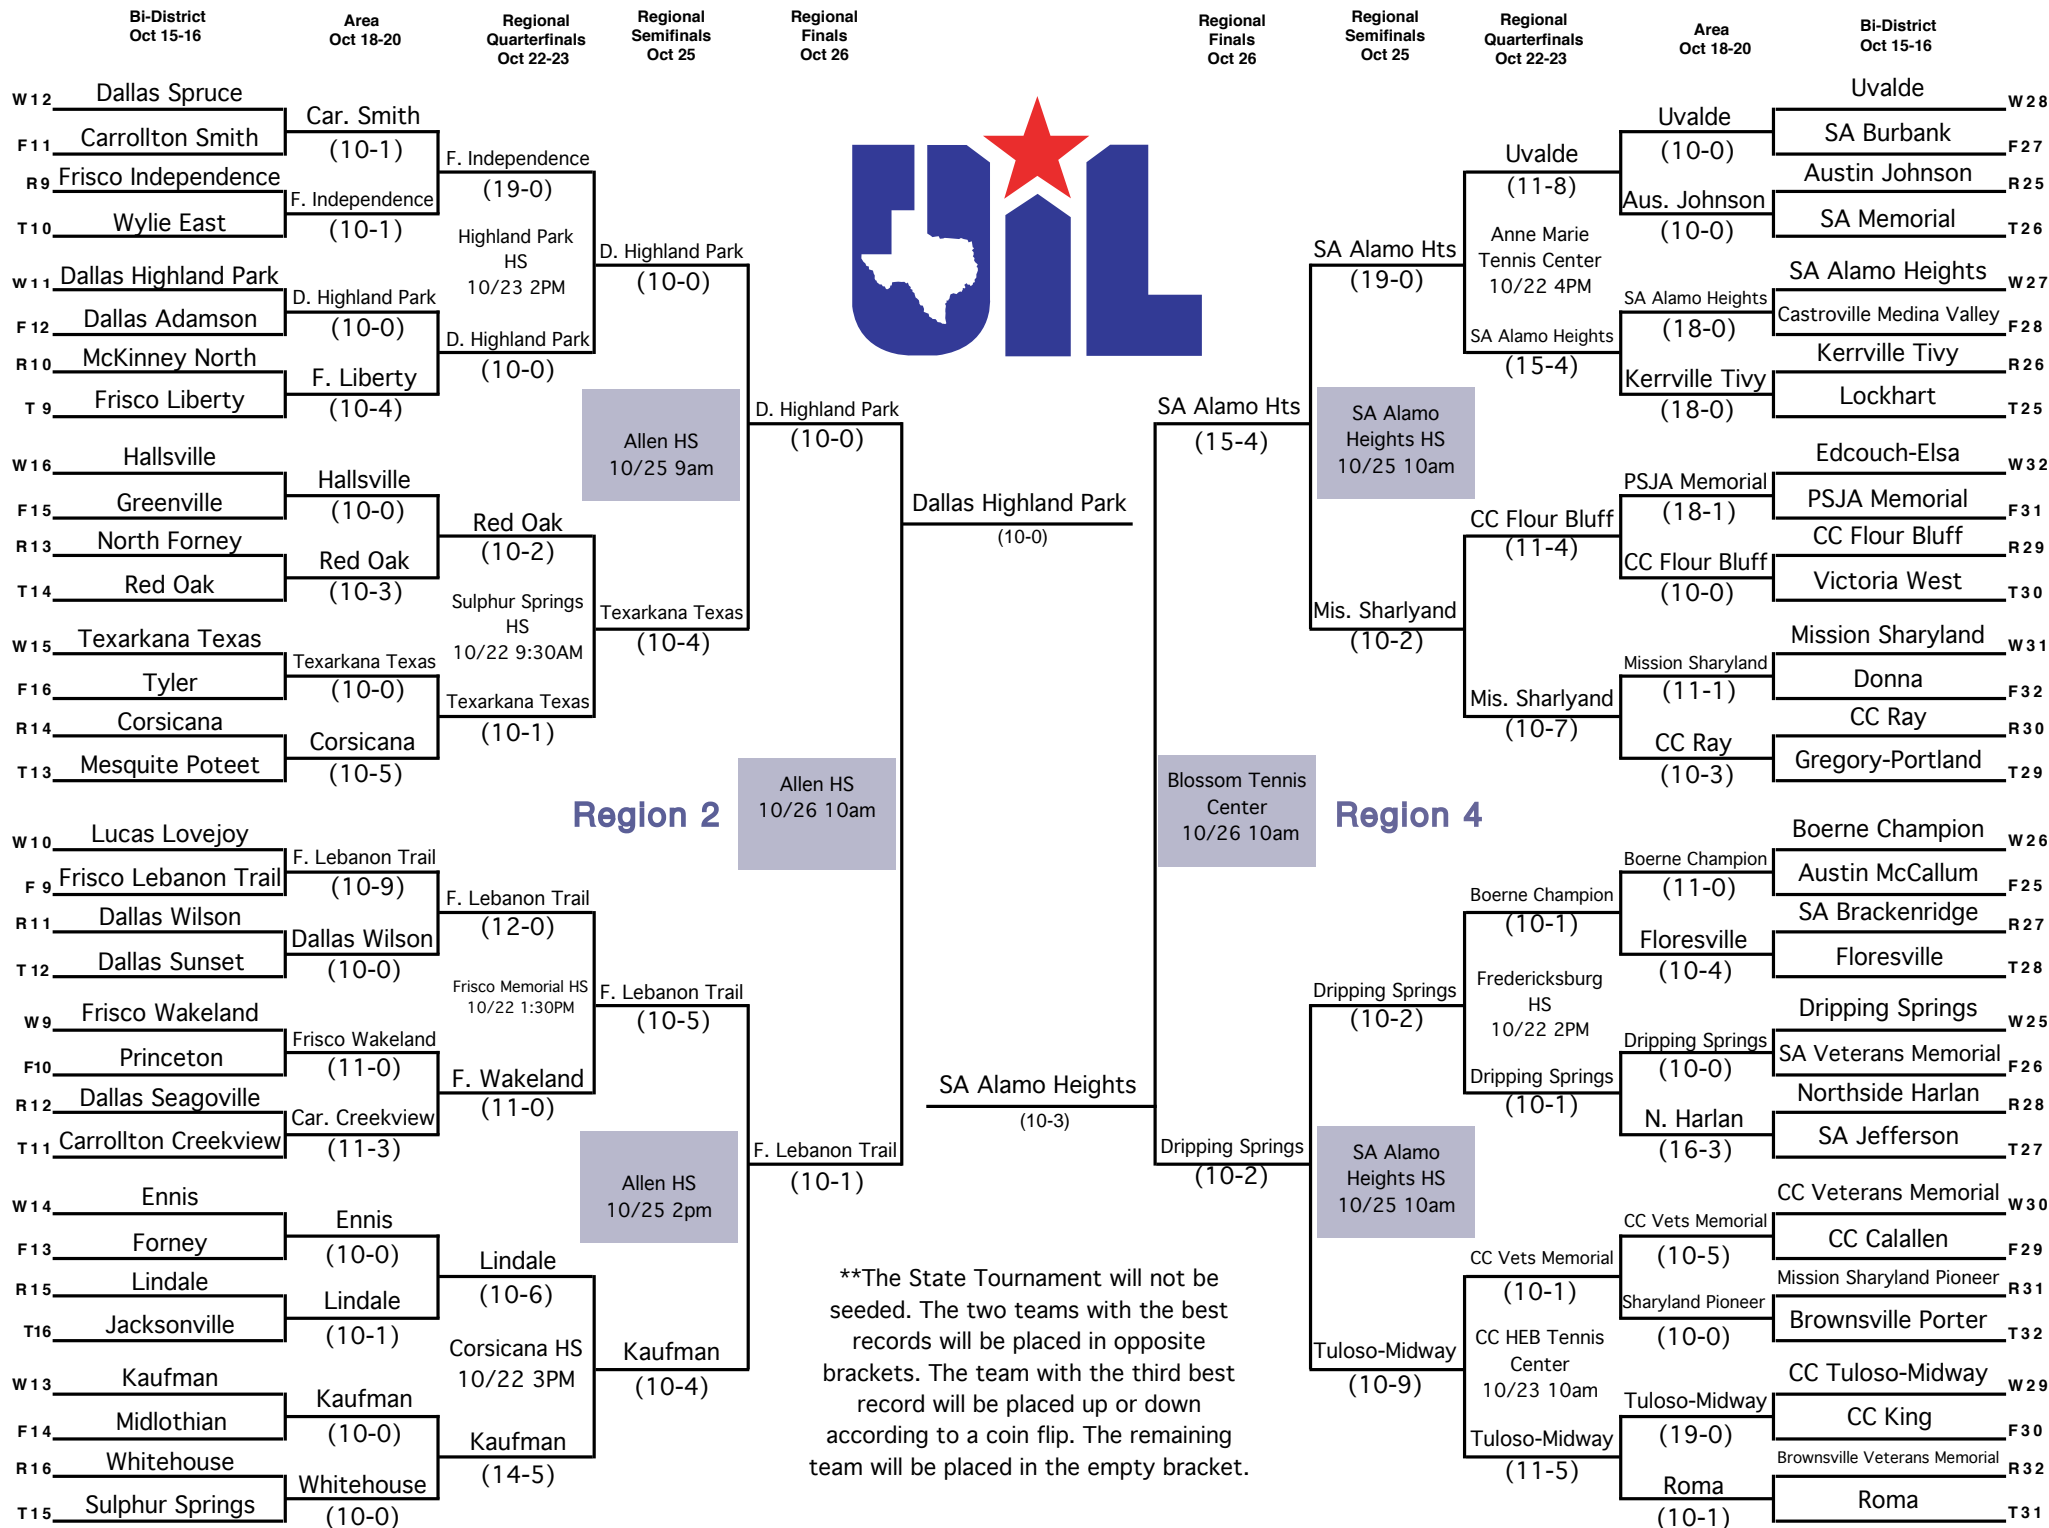 Bi-District
Oct 15-16
Area
Oct 18-20
Regional
Quarterfinals
Oct 22-23
Regional
Semifinals
Oct 25
Regional
Finals
Oct 26
Regional
Finals
Oct 26
Regional
Semifinals
Oct 25
Regional
Quarterfinals
Oct 22-23
Area
Oct 18-20
Bi-District
Oct 15-16
W12 Dallas Spruce
F11 Carrollton Smith
R9 Frisco Independence
T10 Wylie East
W11 Dallas Highland Park
F12 Dallas Adamson
R10 McKinney North
T9 Frisco Liberty
W16 Hallsville
F15 Greenville
R13 North Forney
T14 Red Oak
W15 Texarkana Texas
F16 Tyler
R14 Corsicana
T13 Mesquite Poteet
W10 Lucas Lovejoy
F9 Frisco Lebanon Trail
R11 Dallas Wilson
T12 Dallas Sunset
W9 Frisco Wakeland
F10 Princeton
R12 Dallas Seagoville
T11 Carrollton Creekview
W14 Ennis
F13 Forney
R15 Lindale
T16 Jacksonville
W13 Kaufman
F14 Midlothian
R16 Whitehouse
T15 Sulphur Springs
Car. Smith
(10-1)
F. Independence
(10-1)
D. Highland Park
(10-0)
F. Liberty
(10-4)
Hallsville
(10-0)
Red Oak
(10-3)
Texarkana Texas
(10-0)
Corsicana
(10-5)
F. Lebanon Trail
(10-9)
Dallas Wilson
(10-0)
Frisco Wakeland
(11-0)
Car. Creekview
(11-3)
Ennis
(10-0)
Lindale
(10-1)
Kaufman
(10-0)
Whitehouse
(10-0)
F. Independence
(19-0)
Highland Park
HS
10/23 2PM
D. Highland Park
(10-0)
Red Oak
(10-2)
Sulphur Springs
HS
10/22 9:30AM
Texarkana Texas
(10-1)
F. Lebanon Trail
(12-0)
Frisco Memorial HS
10/22 1:30PM
F. Wakeland
(11-0)
Lindale
(10-6)
Corsicana HS
10/22 3PM
Kaufman
(14-5)
D. Highland Park
(10-0)
Allen HS
10/25 9am
Texarkana Texas
(10-4)
Region 2
F. Lebanon Trail
(10-5)
Allen HS
10/25 2pm
Kaufman
(10-4)
D. Highland Park
(10-0)
Allen HS
10/26 10am
F. Lebanon Trail
(10-1)
UIL
Dallas Highland Park
(10-0)
SA Alamo Heights
(10-3)
**The State Tournament will not be
seeded. The two teams with the best
records will be placed in opposite
brackets. The team with the third best
record will be placed up or down
according to a coin flip. The remaining
team will be placed in the empty bracket.
SA Alamo Hts
(15-4)
Blossom Tennis
Center
10/26 10am
Dripping Springs
(10-2)
SA Alamo Hts
(19-0)
SA Alamo
Heights HS
10/25 10am
Mis. Sharlyand
(10-2)
Region 4
Dripping Springs
(10-2)
SA Alamo
Heights HS
10/25 10am
Tuloso-Midway
(10-9)
Uvalde
(11-8)
Anne Marie
Tennis Center
10/22 4PM
SA Alamo Heights
(15-4)
CC Flour Bluff
(11-4)
Mis. Sharlyand
(10-7)
Boerne Champion
(10-1)
Fredericksburg
HS
10/22 2PM
Dripping Springs
(10-1)
CC Vets Memorial
(10-1)
CC HEB Tennis
Center
10/23 10am
Tuloso-Midway
(11-5)
Uvalde
(10-0)
Aus. Johnson
(10-0)
SA Alamo Heights
(18-0)
Kerrville Tivy
(18-0)
PSJA Memorial
(18-1)
CC Flour Bluff
(10-0)
Mission Sharyland
(11-1)
CC Ray
(10-3)
Boerne Champion
(11-0)
Floresville
(10-4)
Dripping Springs
(10-0)
N. Harlan
(16-3)
CC Vets Memorial
(10-5)
Sharyland Pioneer
(10-0)
Tuloso-Midway
(19-0)
Roma
(10-1)
Uvalde W28
SA Burbank F27
Austin Johnson R25
SA Memorial T26
SA Alamo Heights W27
Castroville Medina Valley F28
Kerrville Tivy R26
Lockhart T25
Edcouch-Elsa W32
PSJA Memorial F31
CC Flour Bluff R29
Victoria West T30
Mission Sharyland W31
Donna F32
CC Ray R30
Gregory-Portland T29
Boerne Champion W26
Austin McCallum F25
SA Brackenridge R27
Floresville T28
Dripping Springs W25
SA Veterans Memorial F26
Northside Harlan R28
SA Jefferson T27
CC Veterans Memorial W30
CC Calallen F29
Mission Sharyland Pioneer R31
Brownsville Porter T32
CC Tuloso-Midway W29
CC King F30
Brownsville Veterans Memorial R32
Roma T31